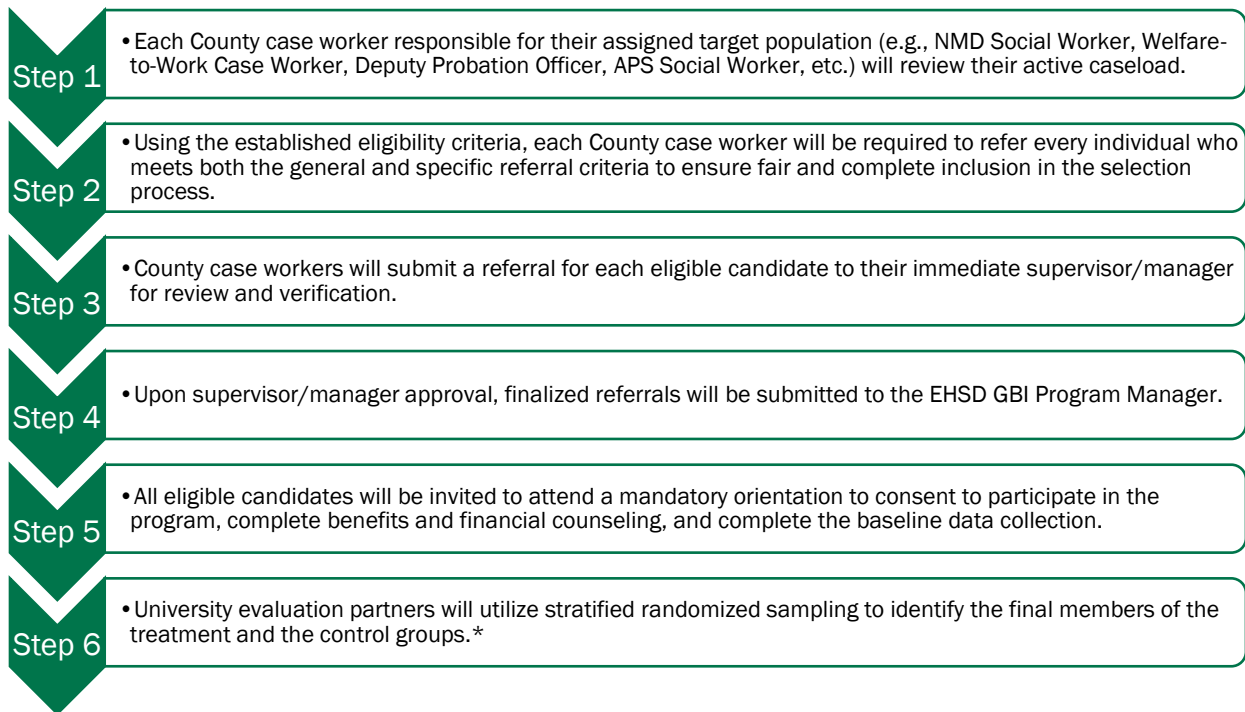 Step 1
•Each County case worker responsible for their assigned target population (e.g., NMD Social Worker, Welfare-
to-Work Case Worker, Deputy Probation Officer, APS Social Worker, etc.) will review their active caseload.
Step 2
•Using the established eligibility criteria, each County case worker will be required to refer every individual who
meets both the general and specific referral criteria to ensure fair and complete inclusion in the selection
process.
Step 3
•County case workers will submit a referral for each eligible candidate to their immediate supervisor/manager
for review and verification.
Step 4
•Upon supervisor/manager approval, finalized referrals will be submitted to the EHSD GBI Program Manager.
Step 5
•All eligible candidates will be invited to attend a mandatory orientation to consent to participate in the
program, complete benefits and financial counseling, and complete the baseline data collection.
Step 6
•University evaluation partners will utilize stratified randomized sampling to identify the final members of the
treatment and the control groups.*